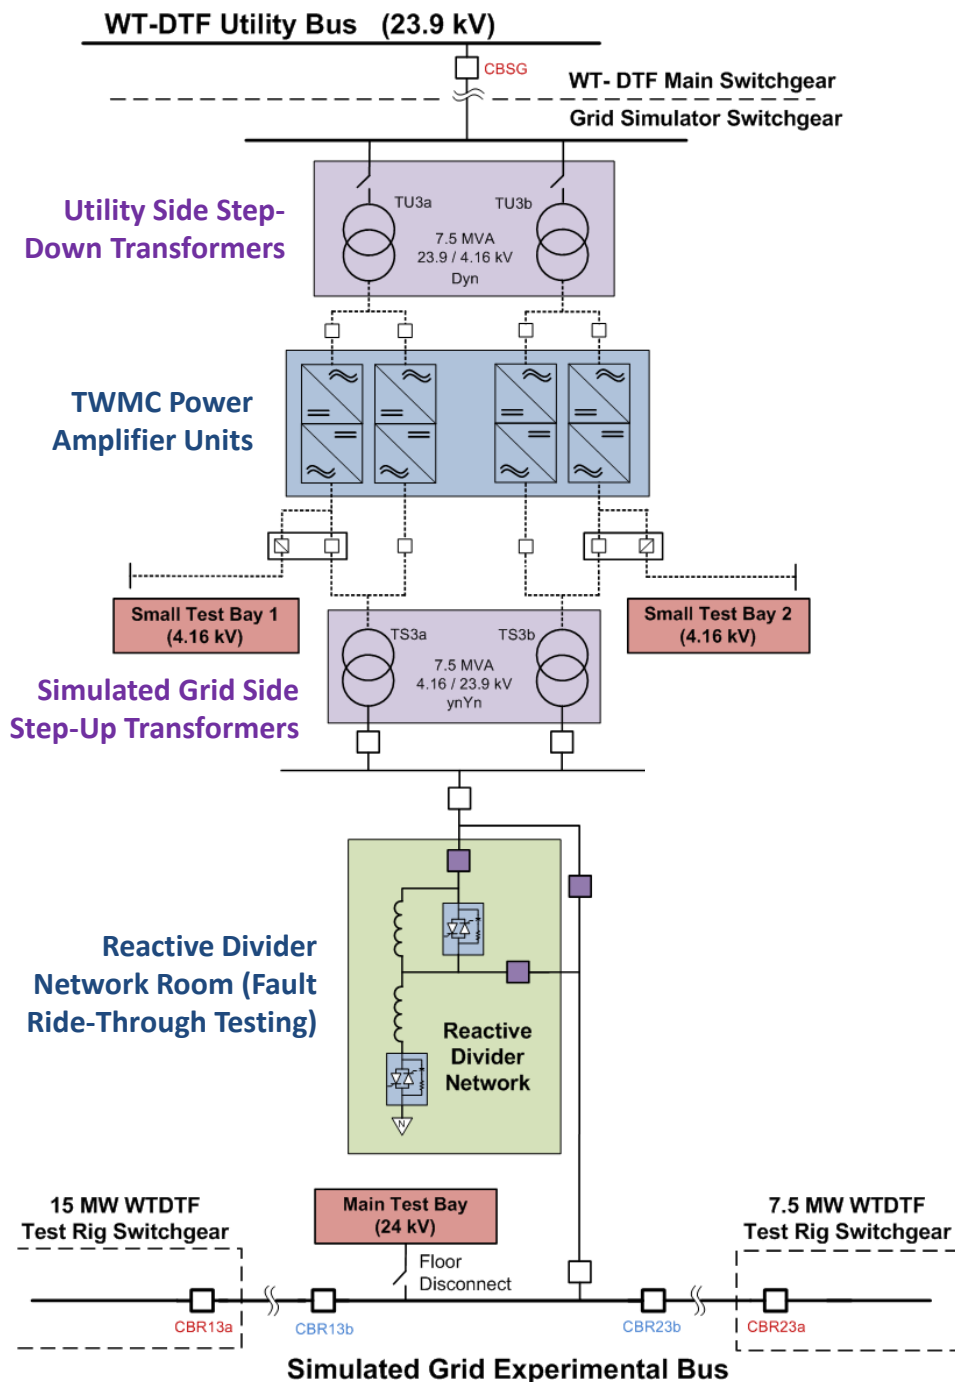 WT-DTF Utility Bus (23.9 kV)
CBSG
WT- DTF Main Switchgear
Grid Simulator Switchgear
Utility Side Step-
Down Transformers
TU3a
TU3b
7.5 MVA
23.9 / 4.16 kV
Dyn
TWMC Power
Amplifier Units
Small Test Bay 1
(4.16 kV)
Small Test Bay 2
(4.16 kV)
TS3a
TS3b
7.5 MVA
4.16 / 23.9 kV
ynYn
Simulated Grid Side
Step-Up Transformers
Reactive Divider
Network Room (Fault
Ride-Through Testing)
Reactive
Divider
Network
N
15 MW WTDTF
Test Rig Switchgear
Main Test Bay
(24 kV)
7.5 MW WTDTF
Test Rig Switchgear
Floor
Disconnect
CBR13a
CBR13b
CBR23b
CBR23a
Simulated Grid Experimental Bus